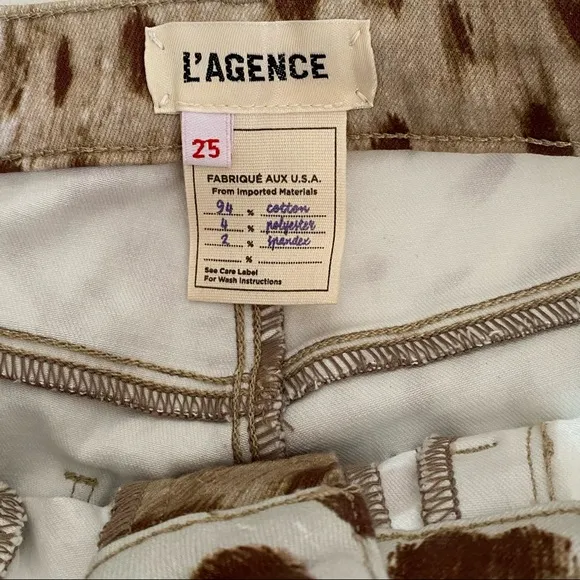 L'AGENCE
25
FABRIQUÉ AUX U.S.A.
From Imported Materials
94 % cotton
4 % polyester
2 % spandex
%
See Care Label
For Wash Instructions